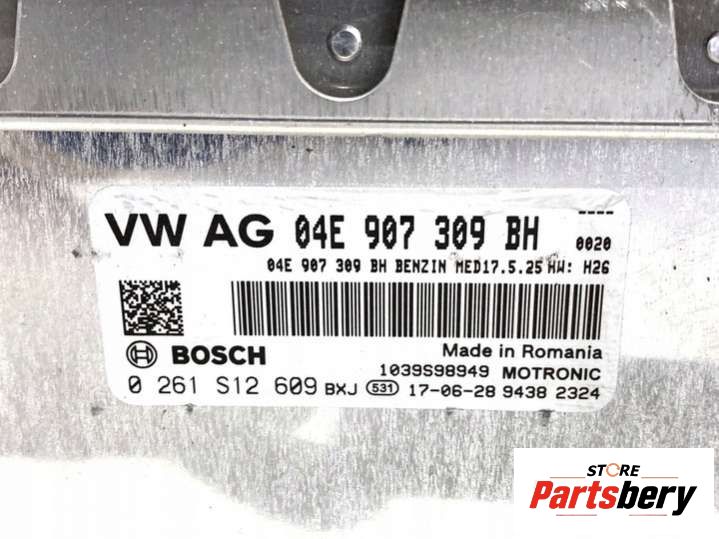 VW AG 04E 907 309 BH ---- 0020
04E 907 309 BH BENZIN MED17.5.25 HW: H26
BOSCH
Made in Romania
1039S98949 MOTRONIC
0 261 S12 609 BXJ 531 17-06-28 9438 2324
STORE
Partsbery